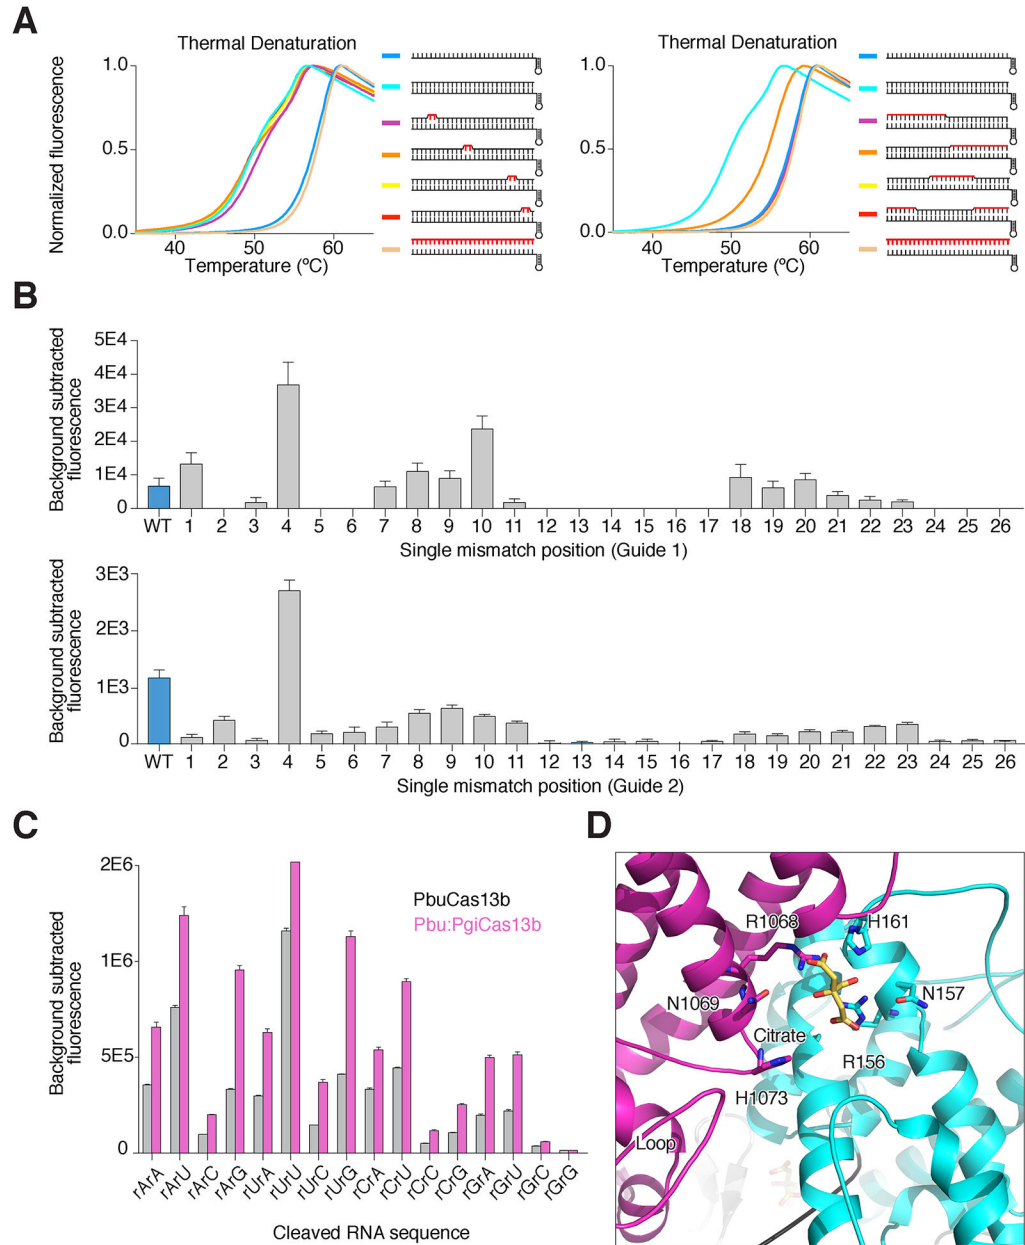 A
Thermal Denaturation
Thermal Denaturation
Normalized fluorescence
1.0
0.5
0.0
40 50 60
Temperature (ºC)
1.0
0.5
0.0
40 50 60
Temperature (ºC)
B
Background subtracted
fluorescence
5E4
4E4
3E4
2E4
1E4
0
WT 1 2 3 4 5 6 7 8 9 10 11 12 13 14 15 16 17 18 19 20 21 22 23 24 25 26
Single mismatch position (Guide 1)
Background subtracted
fluorescence
3E3
2E3
1E3
0
WT 1 2 3 4 5 6 7 8 9 10 11 12 13 14 15 16 17 18 19 20 21 22 23 24 25 26
Single mismatch position (Guide 2)
C
Background subtracted
fluorescence
2E6
1E6
5E5
0
PbuCas13b
Pbu:PgiCas13b
rArA rArU rArC rArG rUrA rUrU rUrC rUrG rCrA rCrU rCrC rCrG rGrA rGrU rGrC rGrG
Cleaved RNA sequence
D
R1068
H161
N1069
N157
Citrate
R156
H1073
Loop